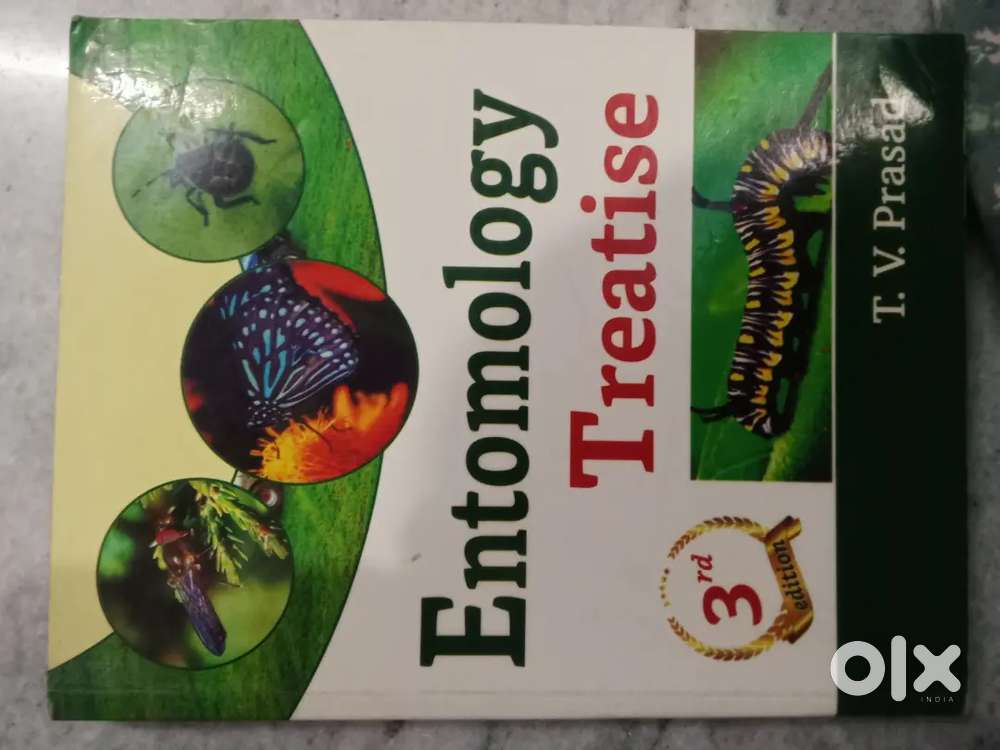 Entomology
Treatise
3rd
edition
T. V. Prasad
olx
INDIA